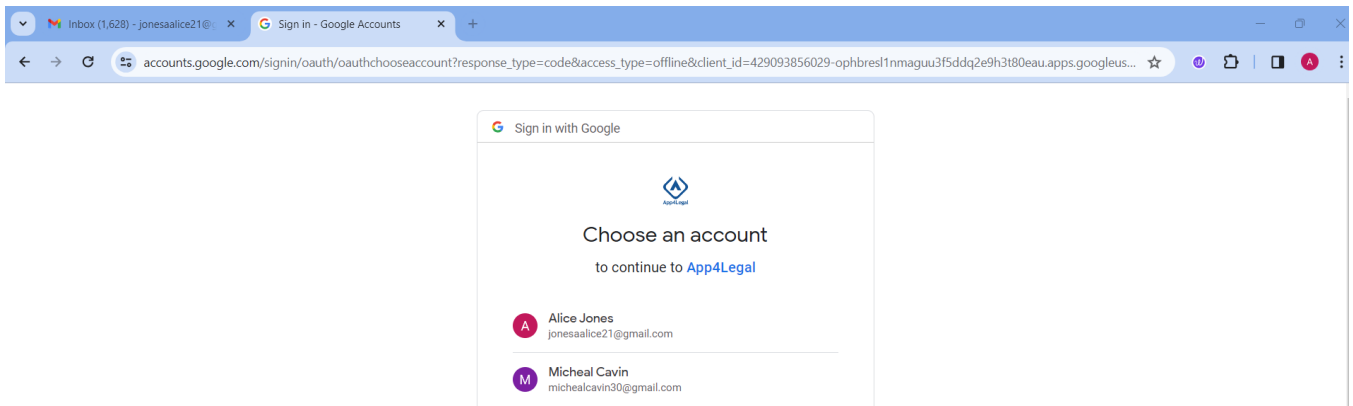 Inbox (1,628) - jonesaalice21@g
Sign in - Google Accounts
accounts.google.com/signin/oauth/oauthchooseaccount?response_type=code&access_type=offline&client_id=429093856029-ophbresl1nmaguu3f5ddq2e9h3t80eau.apps.googleus...
A
G Sign in with Google
App4Legal
Choose an account
to continue to App4Legal
A
Alice Jones
jonesaalice21@gmail.com
M
Micheal Cavin
michealcavin30@gmail.com